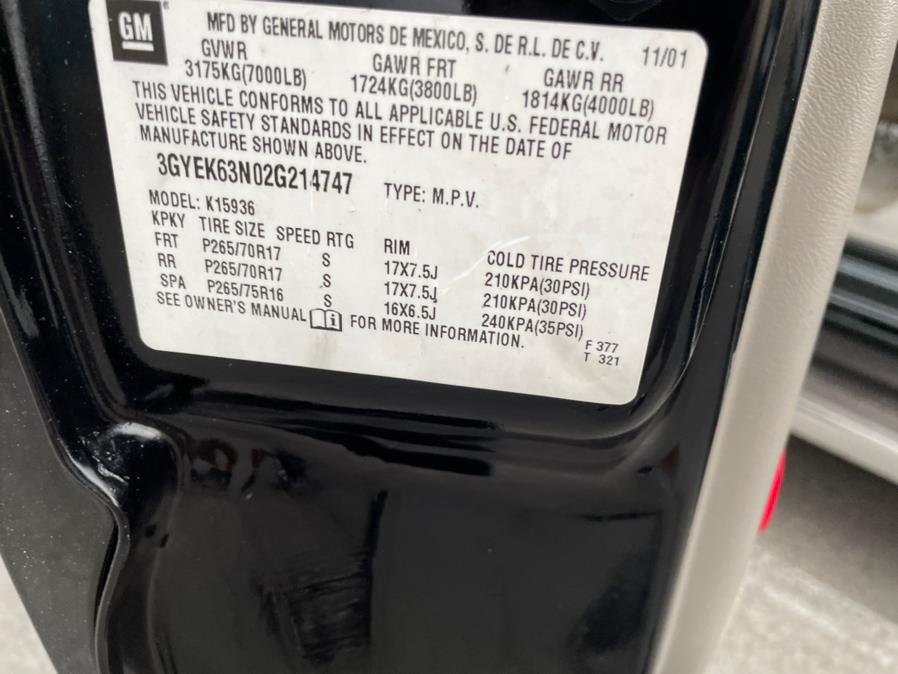 GM
MFD BY GENERAL MOTORS DE MEXICO, S. DE R.L. DE C.V. 11/01
GVWR GAWR FRT GAWR RR
3175KG(7000LB) 1724KG(3800LB) 1814KG(4000LB)
THIS VEHICLE CONFORMS TO ALL APPLICABLE U.S. FEDERAL MOTOR
VEHICLE SAFETY STANDARDS IN EFFECT ON THE DATE OF
MANUFACTURE SHOWN ABOVE.
3GYEK63N02G214747 TYPE: M.P.V.
MODEL: K15936
KPKY TIRE SIZE SPEED RTG RIM COLD TIRE PRESSURE
FRT P265/70R17 S 17X7.5J 210KPA(30PSI)
RR P265/70R17 S 17X7.5J 210KPA(30PSI)
SPA P265/75R16 S 16X6.5J 240KPA(35PSI)
SEE OWNER'S MANUAL FOR MORE INFORMATION.
F 377
T 321